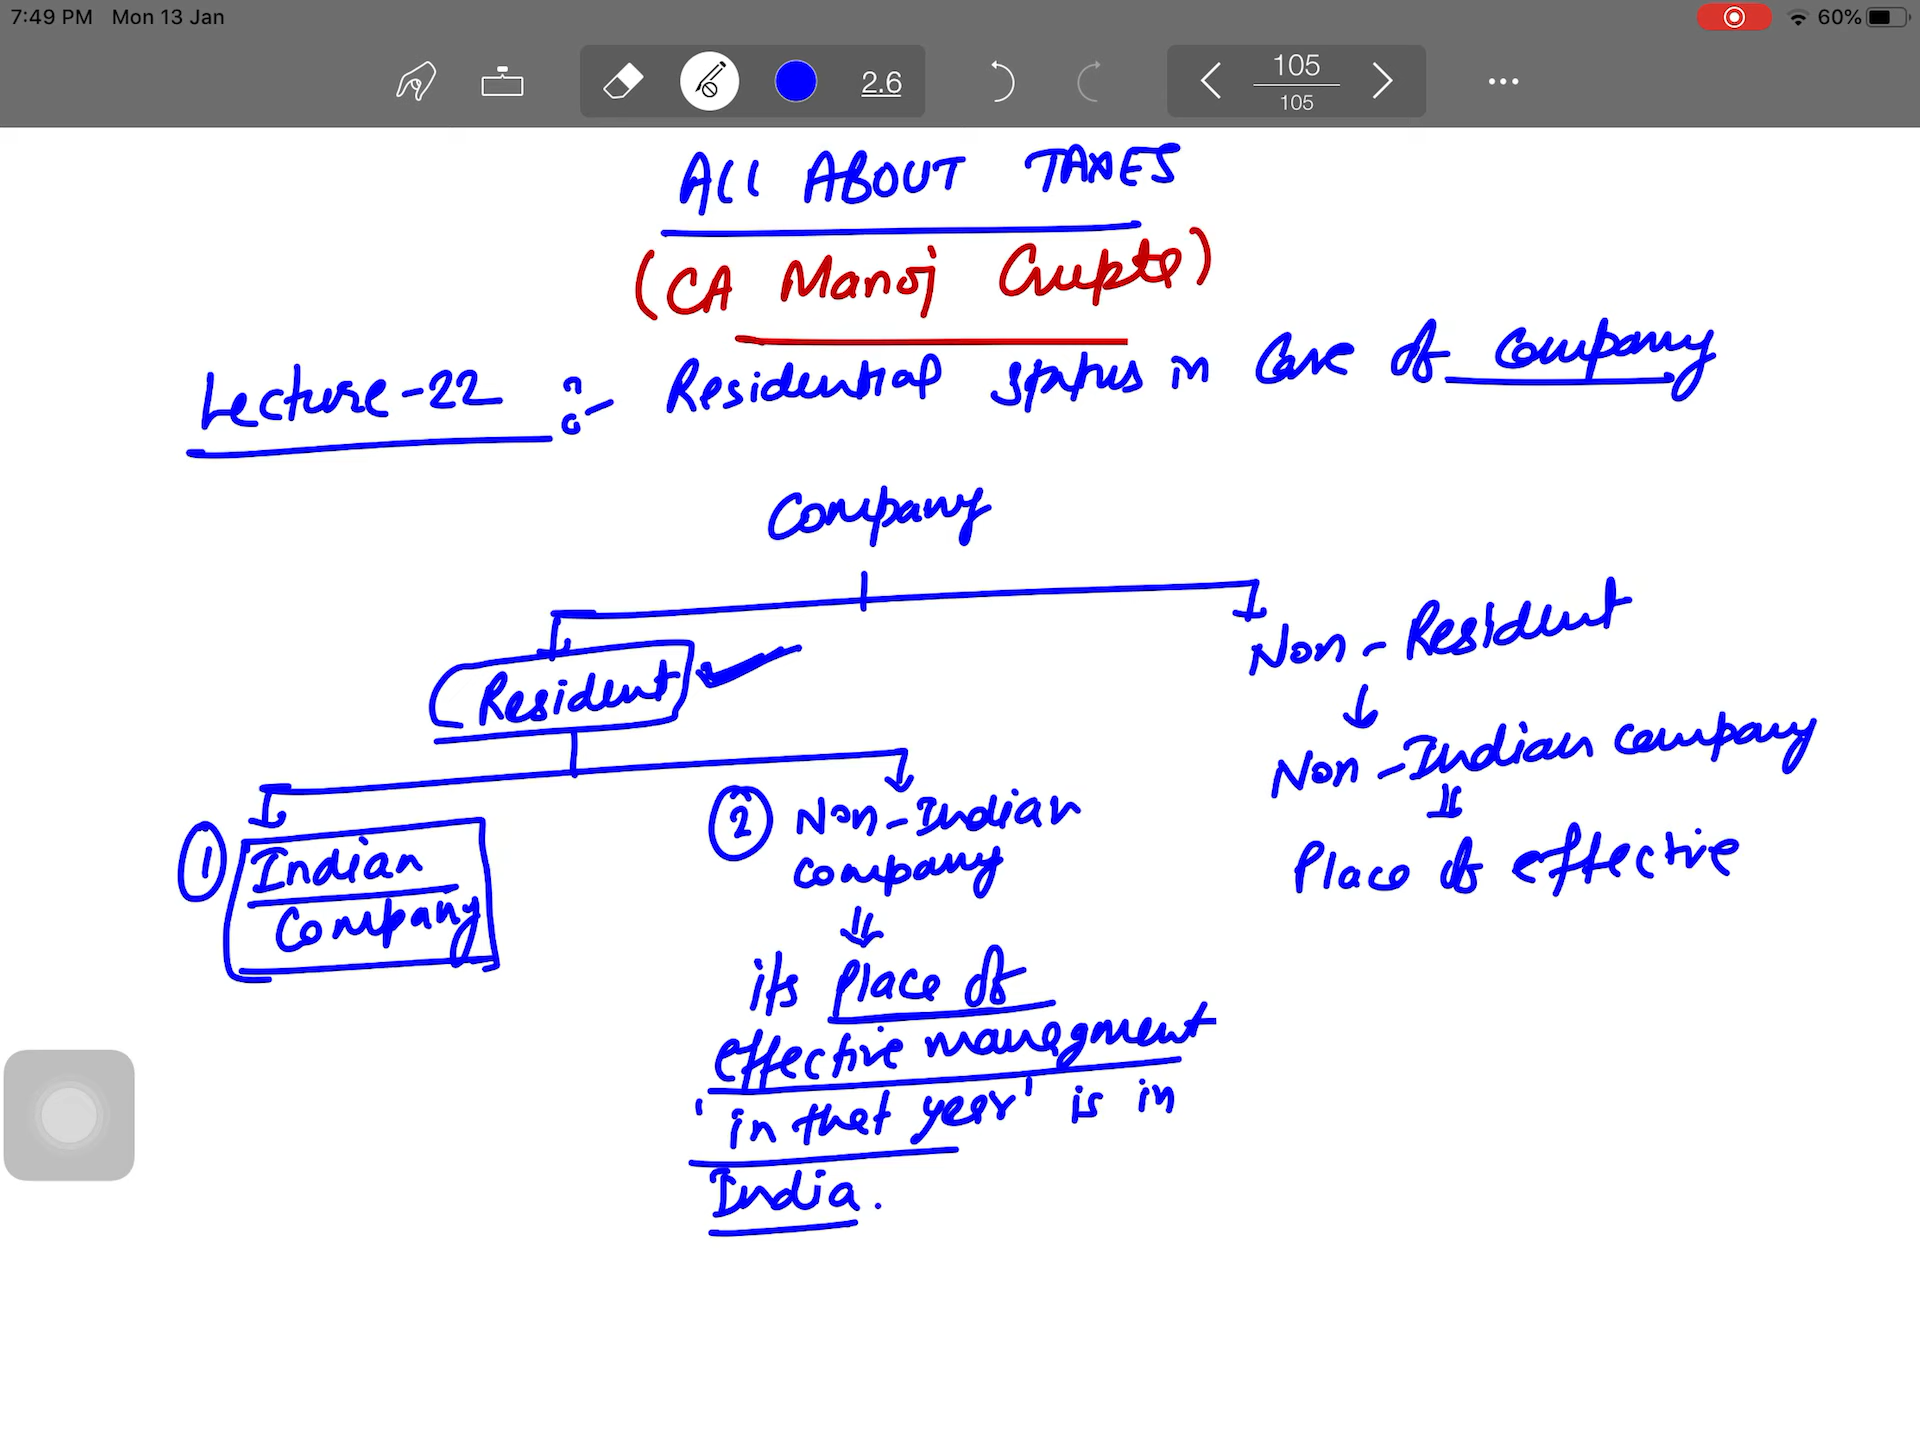 7:49 PM Mon 13 Jan
60%
2.6
105
105
ALL ABOUT TAXES
(CA Manoj Gupta)
Lecture-22 :- Residential Status in Case of Company
Company
Resident
Non-Resident
Non-Indian company
Place of effective
1 Indian
Company
2 Non-Indian
company
its Place of
effective managment
'in that year' is in
India.